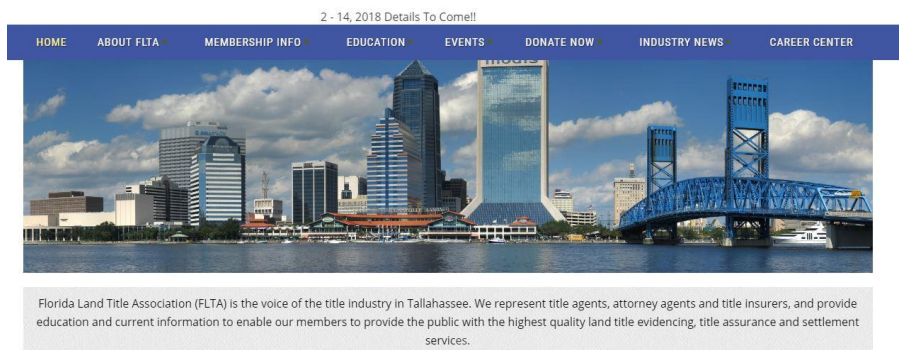 2 - 14, 2018 Details To Come!!
HOME ABOUT FLTA MEMBERSHIP INFO EDUCATION EVENTS DONATE NOW INDUSTRY NEWS CAREER CENTER
Florida Land Title Association (FLTA) is the voice of the title industry in Tallahassee. We represent title agents, attorney agents and title insurers, and provide
education and current information to enable our members to provide the public with the highest quality land title evidencing, title assurance and settlement
services.